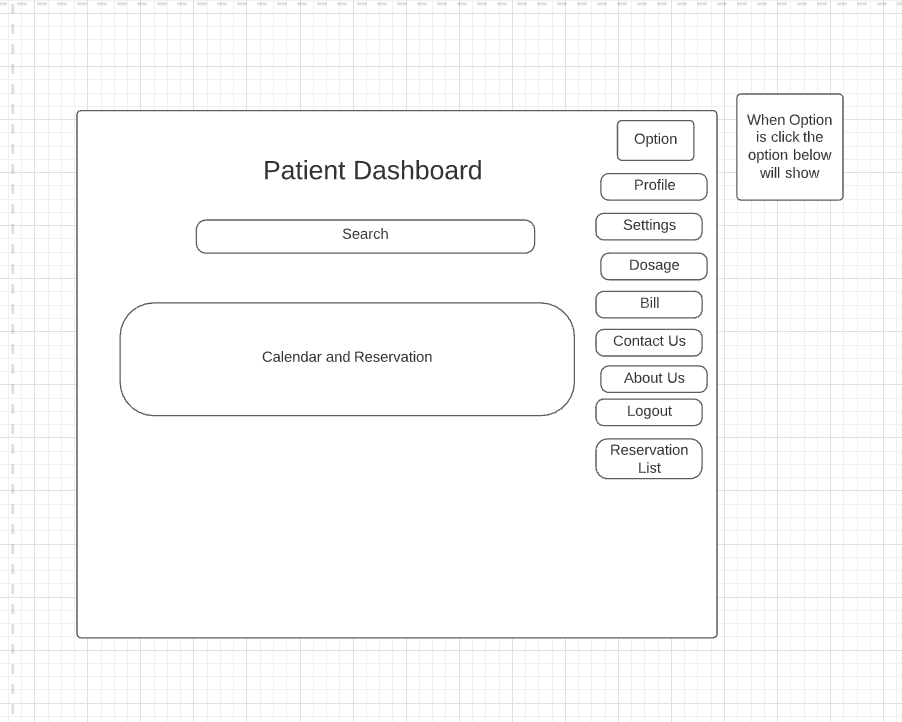 Option
When Option
is click the
option below
will show
Patient Dashboard
Profile
Settings
Search
Dosage
Bill
Contact Us
Calendar and Reservation
About Us
Logout
Reservation
List